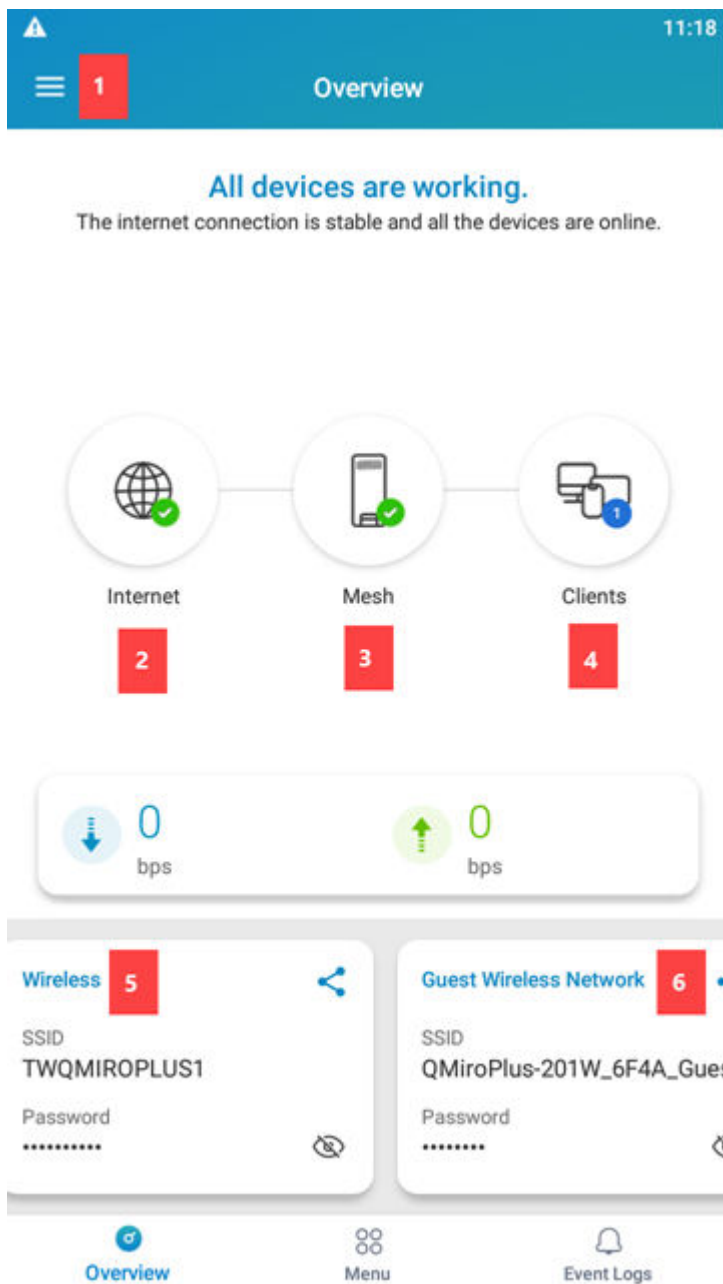 11:18
1
Overview
All devices are working.
The internet connection is stable and all the devices are online.
1
Internet Mesh Clients
2 3 4
0 0
bps bps
Wireless 5
SSID
TWQMIROPLUS1
Password
••••••••••
Guest Wireless Network 6
SSID
QMiroPlus-201W_6F4A_Gues
Password
••••••••
Overview Menu Event Logs